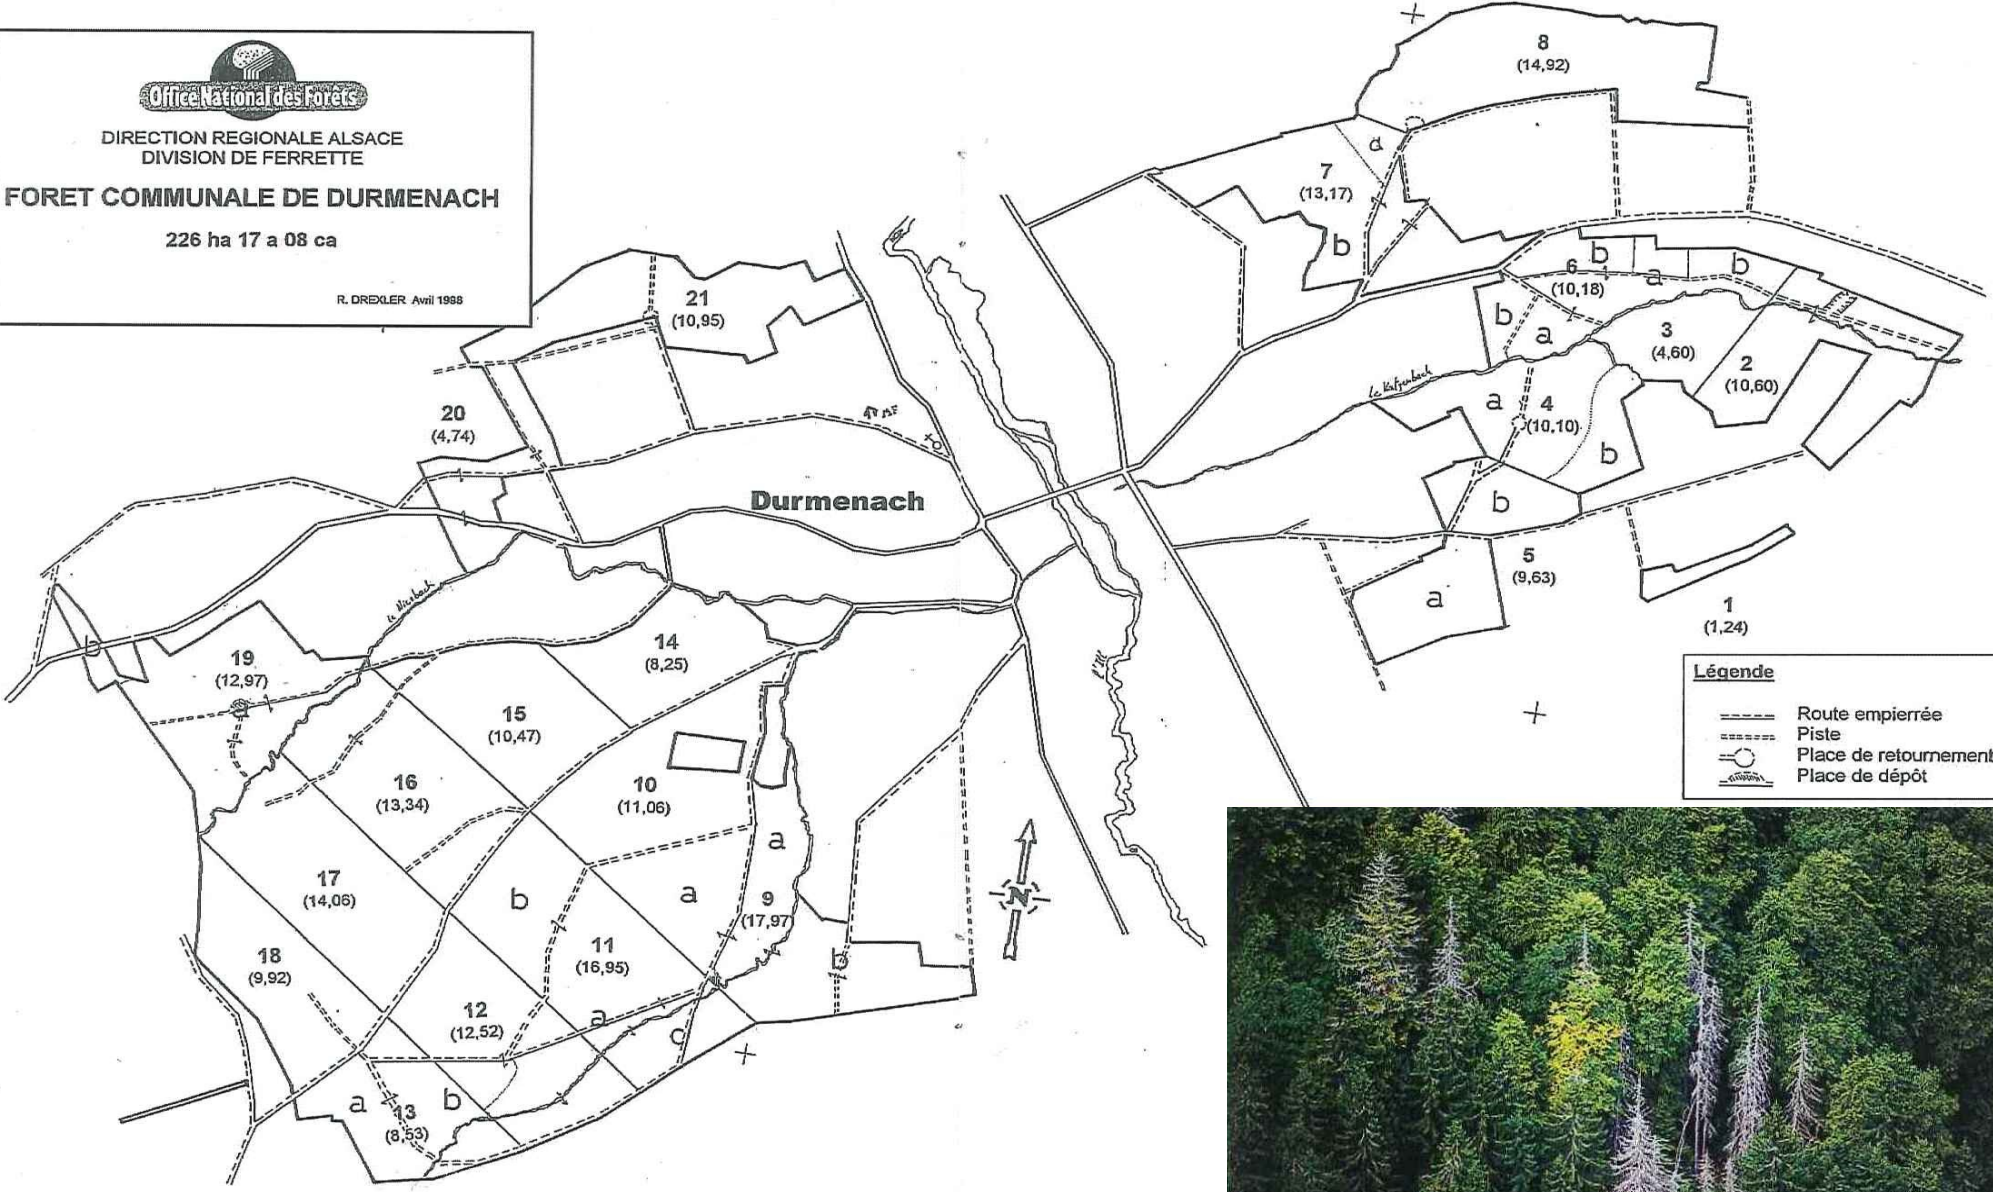 Office National des Forêts
DIRECTION REGIONALE ALSACE
DIVISION DE FERRETTE
FORET COMMUNALE DE DURMENACH
226 ha 17 a 08 ca
R. DREXLER Avril 1988
8
(14,92)
7
(13,17)
a
b
6
(10,18)
b
a
b
b
a
3
(4,60)
2
(10,60)
a
4
(10,10)
b
b
5
(9,63)
a
1
(1,24)
21
(10,95)
20
(4,74)
Durmenach
b
19
(12,97)
a
14
(8,25)
15
(10,47)
16
(13,34)
10
(11,06)
17
(14,06)
b
a
a
9
(17,97)
b
11
(16,95)
18
(9,92)
12
(12,52)
a
c
a
b
13
(8,53)
N
Légende
Route empierrée
Piste
Place de retournement
Place de dépôt